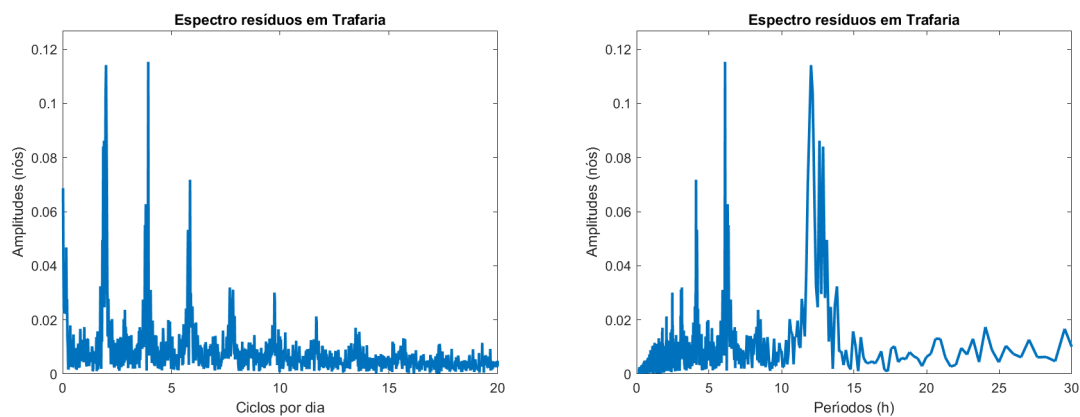 Espectro resíduos em Trafaria
0.12
0.1
0.08
0.06
0.04
0.02
0
Amplitudes (nós)
0 5 10 15 20
Ciclos por dia
Espectro resíduos em Trafaria
0.12
0.1
0.08
0.06
0.04
0.02
0
Amplitudes (nós)
0 5 10 15 20 25 30
Períodos (h)